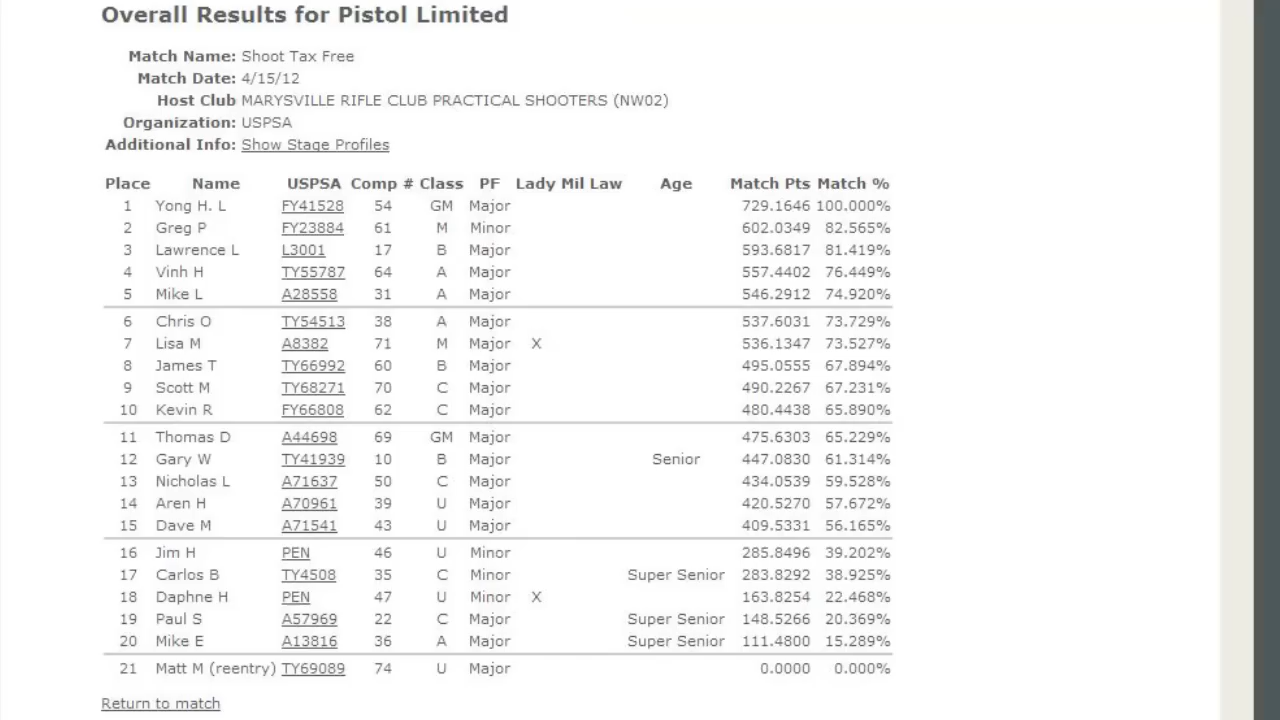 Overall Results for Pistol Limited
Match Name: Shoot Tax Free
Match Date: 4/15/12
Host Club MARYSVILLE RIFLE CLUB PRACTICAL SHOOTERS (NW02)
Organization: USPSA
Additional Info: Show Stage Profiles
Place Name USPSA Comp # Class PF Lady Mil Law Age Match Pts Match %
1 Yong H. L FY41528 54 GM Major 729.1646 100.000%
2 Greg P FY23884 61 M Minor 602.0349 82.565%
3 Lawrence L L3001 17 B Major 593.6817 81.419%
4 Vinh H TY55787 64 A Major 557.4402 76.449%
5 Mike L A28558 31 A Major 546.2912 74.920%
6 Chris O TY54513 38 A Major 537.6031 73.729%
7 Lisa M A8382 71 M Major X 536.1347 73.527%
8 James T TY66992 60 B Major 495.0555 67.894%
9 Scott M TY68271 70 C Major 490.2267 67.231%
10 Kevin R FY66808 62 C Major 480.4438 65.890%
11 Thomas D A44698 69 GM Major 475.6303 65.229%
12 Gary W TY41939 10 B Major Senior 447.0830 61.314%
13 Nicholas L A71637 50 C Major 434.0539 59.528%
14 Aren H A70961 39 U Major 420.5270 57.672%
15 Dave M A71541 43 U Major 409.5331 56.165%
16 Jim H PEN 46 U Minor 285.8496 39.202%
17 Carlos B TY4508 35 C Minor Super Senior 283.8292 38.925%
18 Daphne H PEN 47 U Minor X 163.8254 22.468%
19 Paul S A57969 22 C Major Super Senior 148.5266 20.369%
20 Mike E A13816 36 A Major Super Senior 111.4800 15.289%
21 Matt M (reentry) TY69089 74 U Major 0.0000 0.000%
Return to match